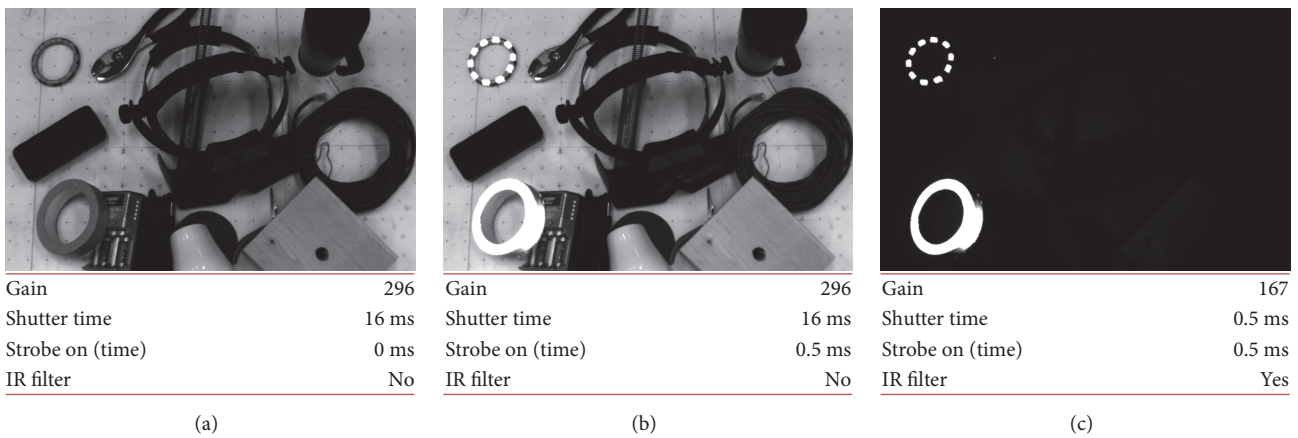 Gain 296
Shutter time 16 ms
Strobe on (time) 0 ms
IR filter No
(a)
Gain 296
Shutter time 16 ms
Strobe on (time) 0.5 ms
IR filter No
(b)
Gain 167
Shutter time 0.5 ms
Strobe on (time) 0.5 ms
IR filter Yes
(c)